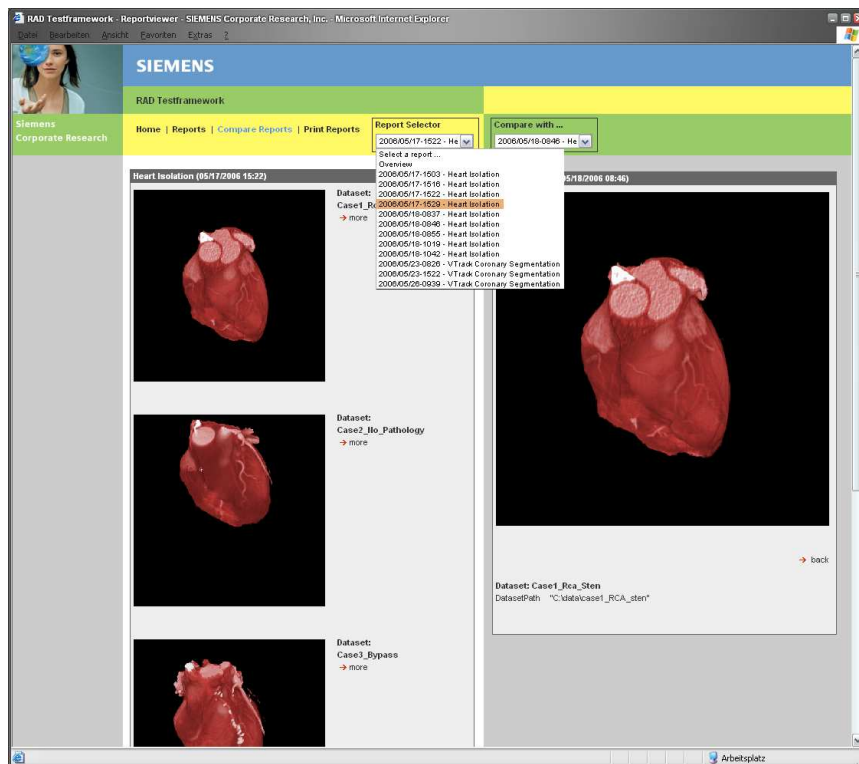 RAD Testframework - Reportviewer - SIEMENS Corporate Research, Inc. - Microsoft Internet Explorer
Datei Bearbeiten Ansicht Favoriten Extras ?
SIEMENS
RAD Testframework
Siemens
Corporate Research
Home | Reports | Compare Reports | Print Reports
Report Selector
2006/05/17-1522 - He
Compare with ...
2006/05/18-0846 - He
Select a report ...
Overview
2006/05/17-1503 - Heart Isolation
2006/05/17-1516 - Heart Isolation
2006/05/17-1522 - Heart Isolation
2006/05/17-1529 - Heart Isolation
2006/05/18-0837 - Heart Isolation
2006/05/18-0846 - Heart Isolation
2006/05/18-0855 - Heart Isolation
2006/05/18-1019 - Heart Isolation
2006/05/18-1042 - Heart Isolation
2006/05/23-0826 - VTrack Coronary Segmentation
2006/05/23-1522 - VTrack Coronary Segmentation
2006/05/26-0939 - VTrack Coronary Segmentation
Heart Isolation (05/17/2006 15:22)
Dataset:
Case1_Rc
→ more
Dataset:
Case2_No_Pathology
→ more
Dataset:
Case3_Bypass
→ more
5/18/2006 08:46)
→ back
Dataset: Case1_Rca_Sten
DatasetPath "C:\data\case1_RCA_sten"
Arbeitsplatz